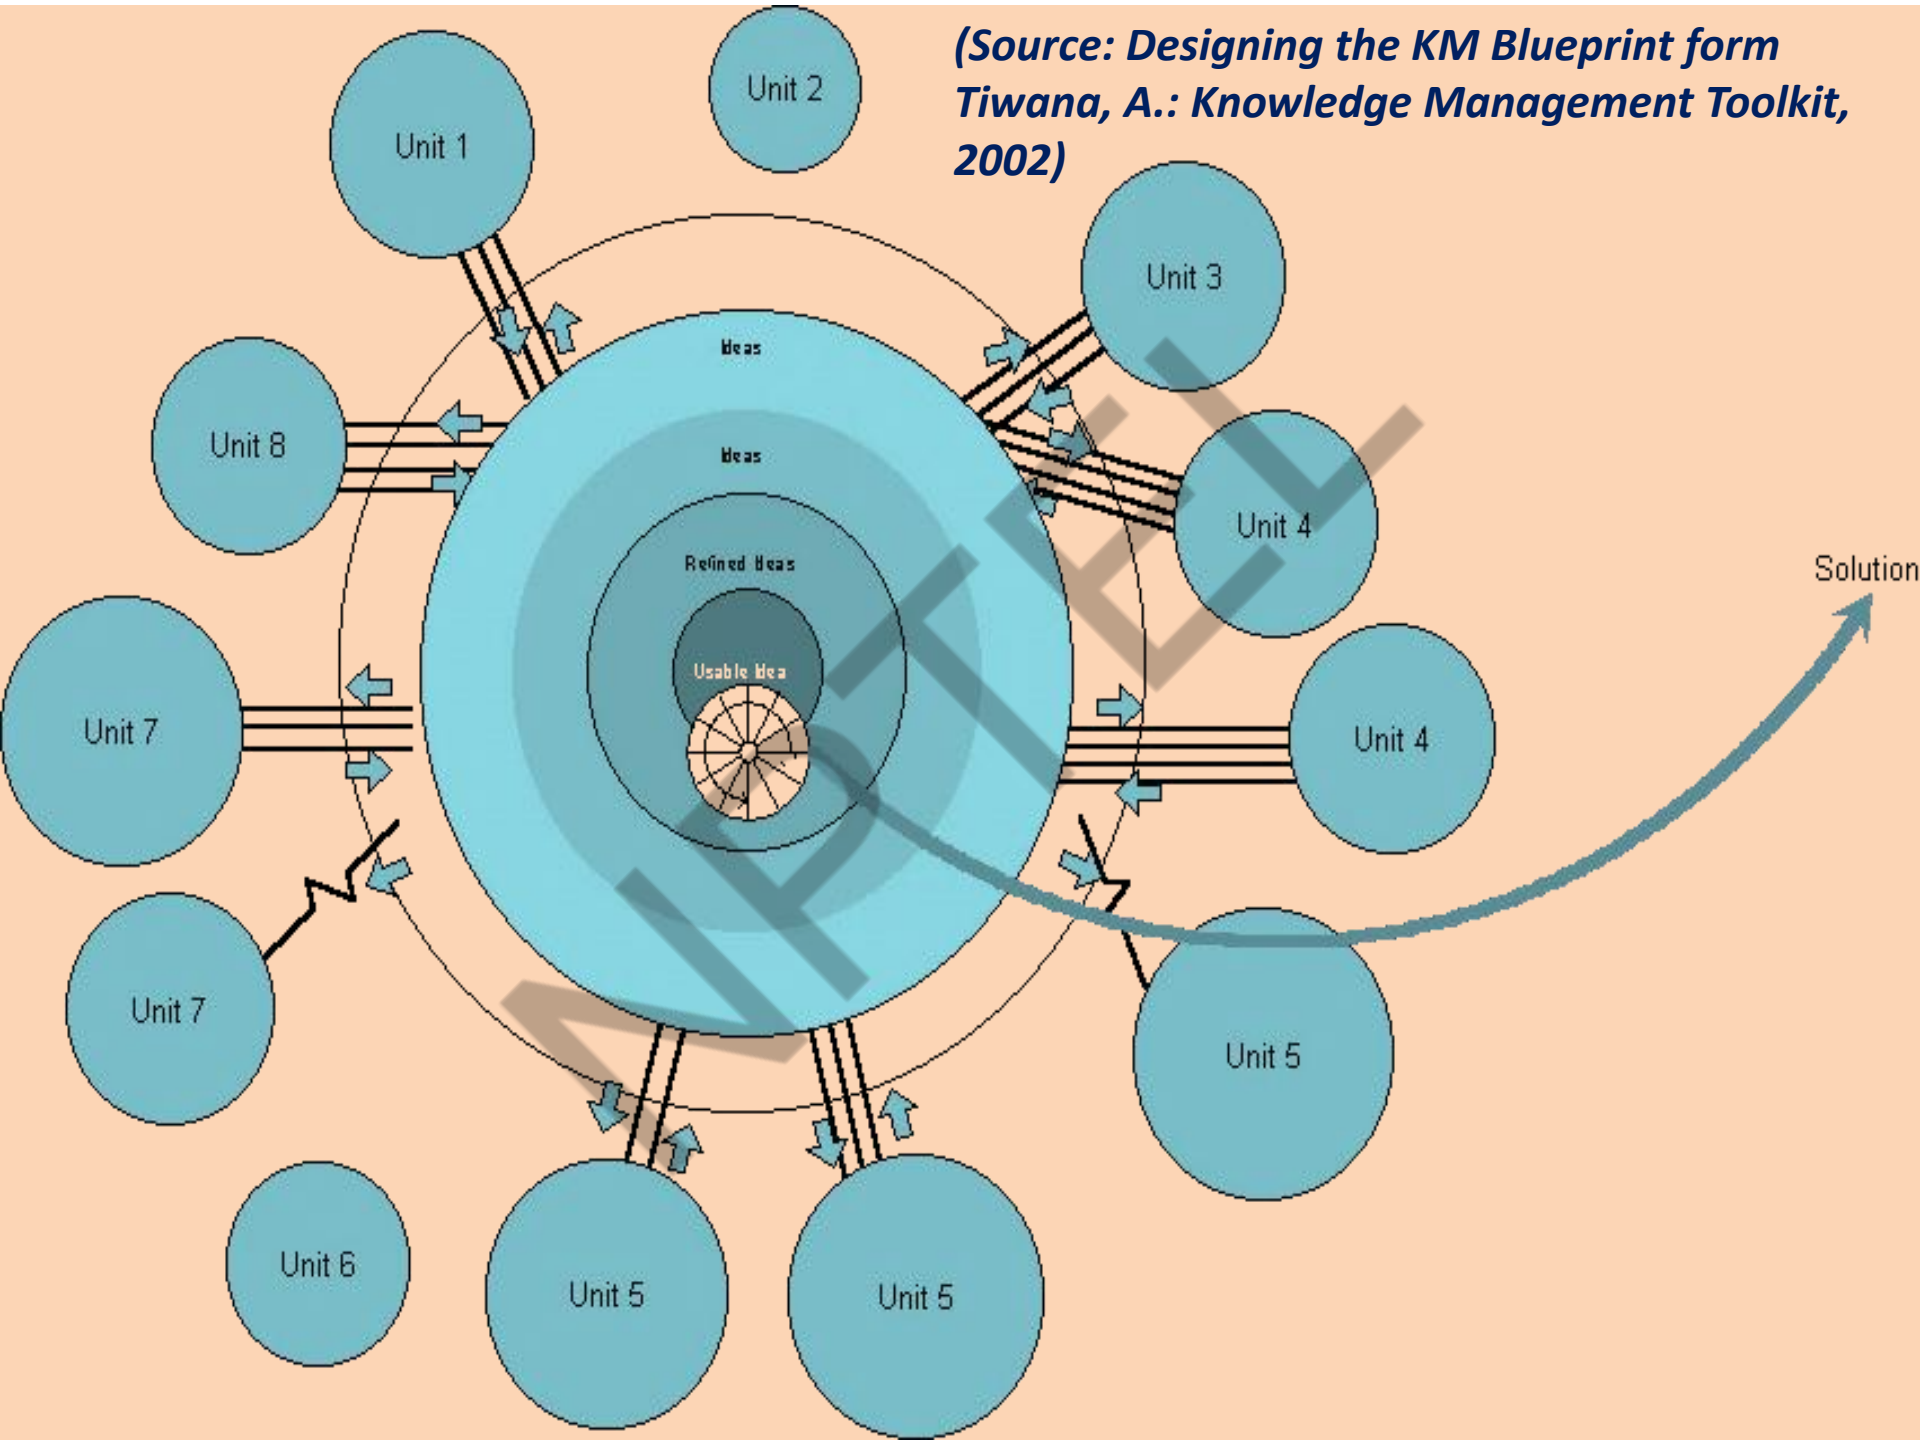 (Source: Designing the KM Blueprint form
Tiwana, A.: Knowledge Management Toolkit,
2002)
Unit 2
Unit 1
Unit 3
Ideas
Unit 8
Ideas
Unit 4
Refined Ideas
Solution
Usable Idea
Unit 7
Unit 4
Unit 7
Unit 5
Unit 6
Unit 5
Unit 5
NPTEL